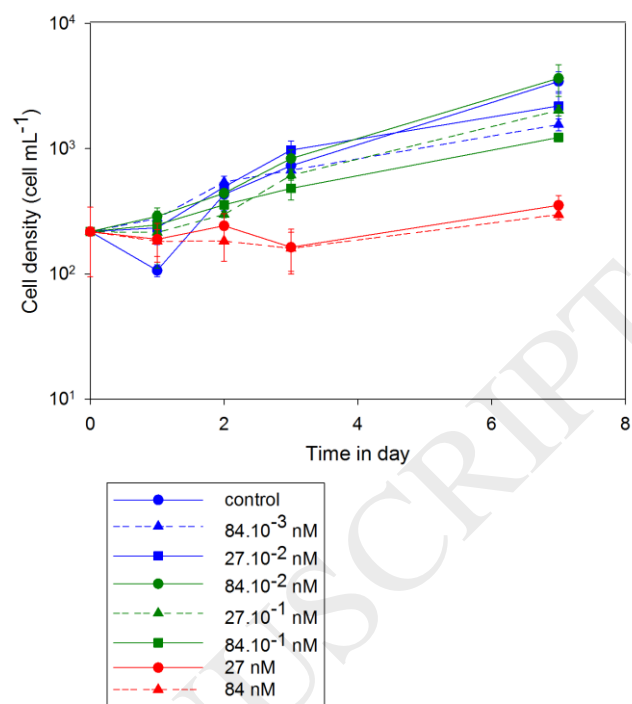 10⁴
10³
10²
10¹
Cell density (cell mL⁻¹)
0 2 4 6 8
Time in day
control
84.10⁻³ nM
27.10⁻² nM
84.10⁻² nM
27.10⁻¹ nM
84.10⁻¹ nM
27 nM
84 nM
NUSCRIPT